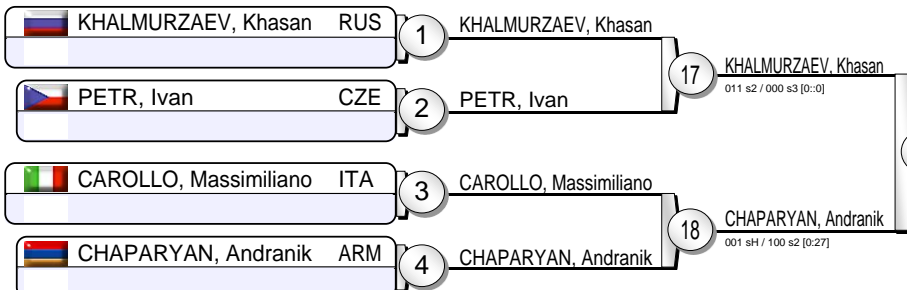 KHALMURZAEV, Khasan RUS
1
KHALMURZAEV, Khasan
17
KHALMURZAEV, Khasan
011 s2 / 000 s3 [0::0]
PETR, Ivan CZE
2
PETR, Ivan
CAROLLO, Massimiliano ITA
3
CAROLLO, Massimiliano
18
CHAPARYAN, Andranik
001 sH / 100 s2 [0:27]
CHAPARYAN, Andranik ARM
4
CHAPARYAN, Andranik